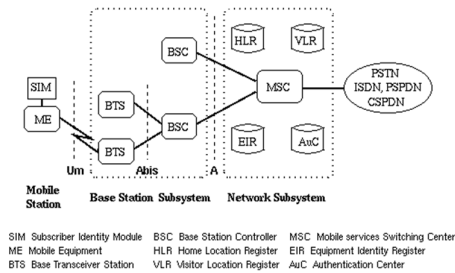 HLR
VLR
BSC
SIM
BTS
MSC
PSTN
ISDN, PSPDN
CSPDN
ME
BSC
BTS
EIR
AuC
Um
Abis
A
Mobile
Station
Base Station Subsystem
Network Subsystem
SIM Subscriber Identity Module
BSC Base Station Controller
MSC Mobile services Switching Center
ME Mobile Equipment
HLR Home Location Register
EIR Equipment Identity Register
BTS Base Transceiver Station
VLR Visitor Location Register
AuC Authentication Center